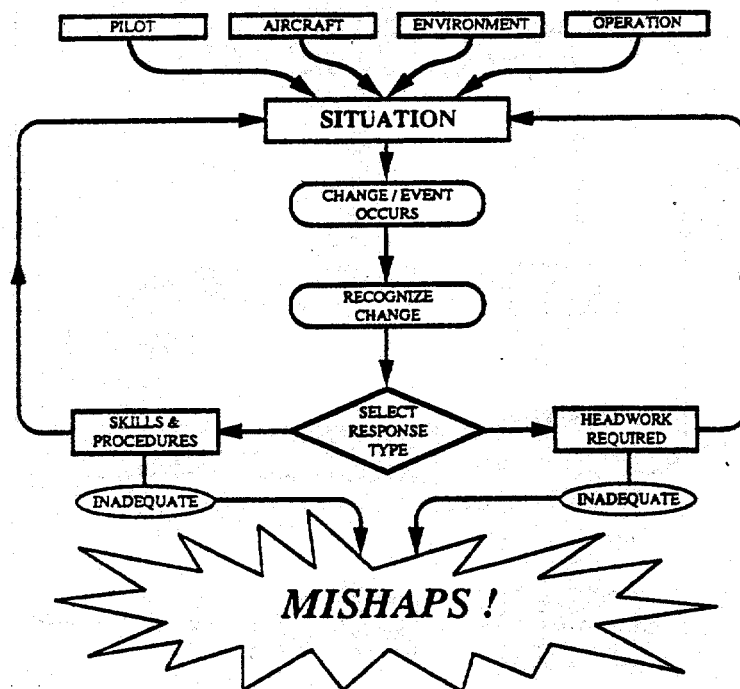 PILOT
AIRCRAFT
ENVIRONMENT
OPERATION
SITUATION
CHANGE / EVENT
OCCURS
RECOGNIZE
CHANGE
SELECT
RESPONSE
TYPE
SKILLS &
PROCEDURES
HEADWORK
REQUIRED
INADEQUATE
INADEQUATE
MISHAPS !